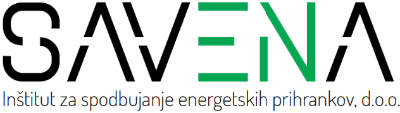 SAVENA
Inštitut za spodbujanje energetskih prihrankov, d.o.o.